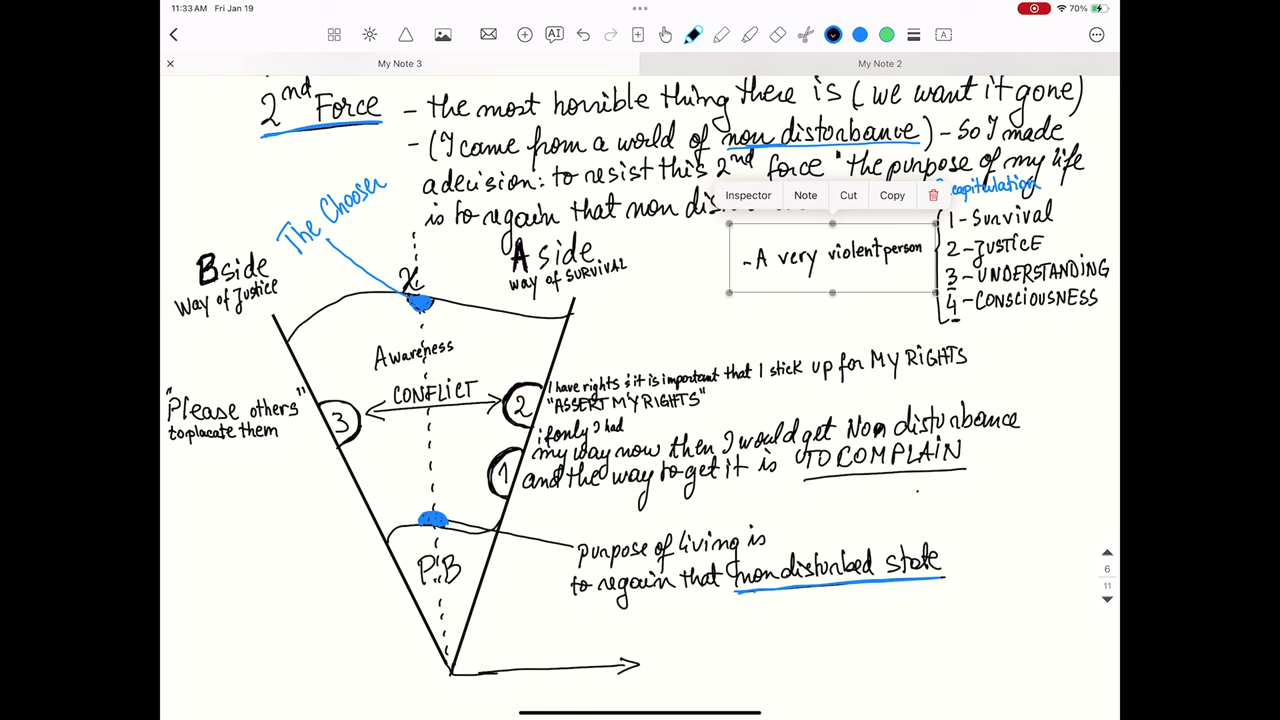 11:33AM Fri Jan 19
70%
My Note 3
My Note 2
2nd Force - the most horrible thing there is (we want it gone)
- (I came from a world of non disturbance) - So I made
a decision: to resist this 2nd force "the purpose of my life
is to regain that non
Inspector Note Cut Copy
- A very violent person
1 - Survival
2 - JUSTICE
3 - UNDERSTANDING
4 - CONSCIOUSNESS
The Chooser
B side
Way of Justice
X
A side
way of SURVIVAL
Awareness
CONFLICT
"Please others"
to placate them
3
2
I have rights & it is important that I stick up for MY RIGHTS
"ASSERT MY RIGHTS"
if only I had
my way now then I would get Non disturbance
1
and the way to get it is TO COMPLAIN
purpose of living is
to regain that non disturbed state
P.B
6
11